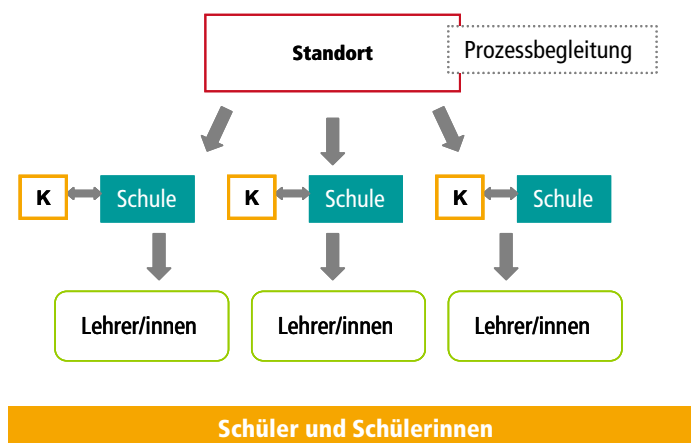 Standort
Prozessbegleitung
K
Schule
K
Schule
K
Schule
Lehrer/innen
Lehrer/innen
Lehrer/innen
Schüler und Schülerinnen